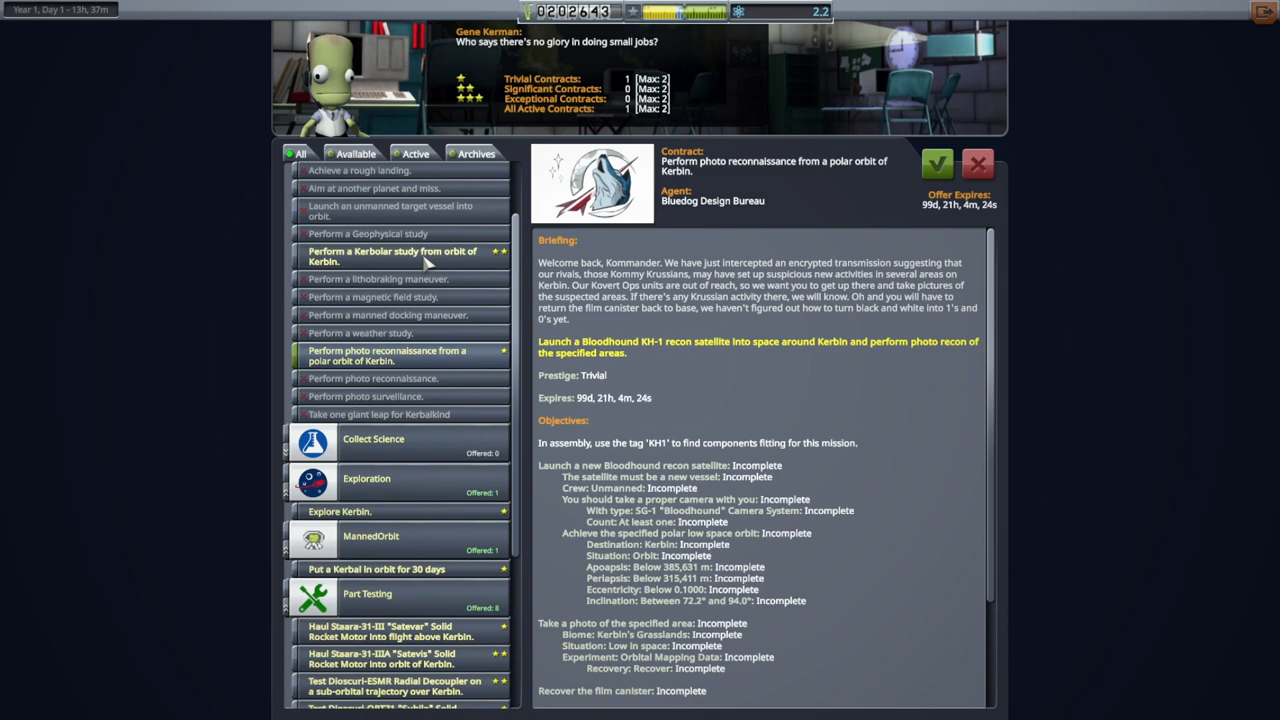 Year 1, Day 1 - 13h, 37m
0202643
2.2
Gene Kerman:
Who says there's no glory in doing small jobs?
Trivial Contracts: 1 [Max: 2]
Significant Contracts: 0 [Max: 2]
Exceptional Contracts: 0 [Max: 2]
All Active Contracts: 1 [Max: 2]
All
Available
Active
Archives
Achieve a rough landing.
Aim at another planet and miss.
Launch an unmanned target vessel into
orbit.
Perform a Geophysical study
Perform a Kerbolar study from orbit of
Kerbin.
Perform a lithobraking maneuver.
Perform a magnetic field study.
Perform a manned docking maneuver.
Perform a weather study.
Perform photo reconnaissance from a
polar orbit of Kerbin.
Perform photo reconnaissance.
Perform photo surveillance.
Take one giant leap for Kerbalkind
Collect Science
Offered: 0
Exploration
Offered: 1
Explore Kerbin.
MannedOrbit
Offered: 1
Put a Kerbal in orbit for 30 days
Part Testing
Offered: 8
Haul Staara-31-III "Satevar" Solid
Rocket Motor into flight above Kerbin.
Haul Staara-31-IIIA "Satevis" Solid
Rocket Motor into orbit of Kerbin.
Test Dioscuri-ESMR Radial Decoupler on
a sub-orbital trajectory over Kerbin.
Contract:
Perform photo reconnaissance from a polar orbit of
Kerbin.
Agent:
Bluedog Design Bureau
Offer Expires:
99d, 21h, 4m, 24s
Briefing:
Welcome back, Kommander. We have just intercepted an encrypted transmission suggesting that
our rivals, those Kommy Krussians, may have set up suspicious new activities in several areas on
Kerbin. Our Kovert Ops units are out of reach, so we want you to get up there and take pictures of
the suspected areas. If there's any Krussian activity there, we will know. Oh and you will have to
return the film canister back to base, we haven't figured out how to turn black and white into 1's and
0's yet.
Launch a Bloodhound KH-1 recon satellite into space around Kerbin and perform photo recon of
the specified areas.
Prestige: Trivial
Expires: 99d, 21h, 4m, 24s
Objectives:
In assembly, use the tag 'KH1' to find components fitting for this mission.
Launch a new Bloodhound recon satellite: Incomplete
The satellite must be a new vessel: Incomplete
Crew: Unmanned: Incomplete
You should take a proper camera with you: Incomplete
With type: SG-1 "Bloodhound" Camera System: Incomplete
Count: At least one: Incomplete
Achieve the specified polar low space orbit: Incomplete
Destination: Kerbin: Incomplete
Situation: Orbit: Incomplete
Apoapsis: Below 385,631 m: Incomplete
Periapsis: Below 315,411 m: Incomplete
Eccentricity: Below 0.1000: Incomplete
Inclination: Between 72.2° and 94.0°: Incomplete
Take a photo of the specified area: Incomplete
Biome: Kerbin's Grasslands: Incomplete
Situation: Low in space: Incomplete
Experiment: Orbital Mapping Data: Incomplete
Recovery: Recover: Incomplete
Recover the film canister: Incomplete